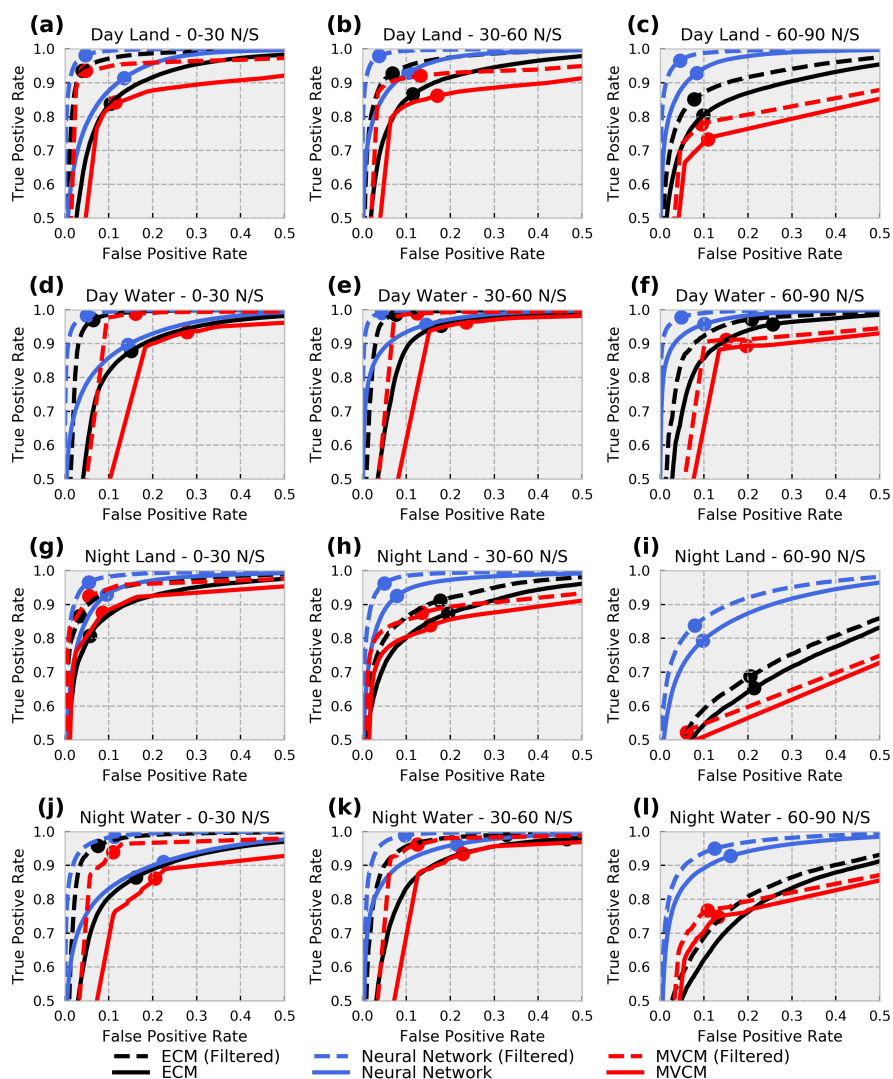 (a) Day Land - 0-30 N/S
(b) Day Land - 30-60 N/S
(c) Day Land - 60-90 N/S
True Postive Rate
1.0
0.9
0.8
0.7
0.6
0.5
0.0 0.1 0.2 0.3 0.4 0.5
False Positive Rate
True Postive Rate
1.0
0.9
0.8
0.7
0.6
0.5
0.0 0.1 0.2 0.3 0.4 0.5
False Positive Rate
True Postive Rate
1.0
0.9
0.8
0.7
0.6
0.5
0.0 0.1 0.2 0.3 0.4 0.5
False Positive Rate
(d) Day Water - 0-30 N/S
(e) Day Water - 30-60 N/S
(f) Day Water - 60-90 N/S
True Postive Rate
1.0
0.9
0.8
0.7
0.6
0.5
0.0 0.1 0.2 0.3 0.4 0.5
False Positive Rate
True Postive Rate
1.0
0.9
0.8
0.7
0.6
0.5
0.0 0.1 0.2 0.3 0.4 0.5
False Positive Rate
True Postive Rate
1.0
0.9
0.8
0.7
0.6
0.5
0.0 0.1 0.2 0.3 0.4 0.5
False Positive Rate
(g) Night Land - 0-30 N/S
(h) Night Land - 30-60 N/S
(i) Night Land - 60-90 N/S
True Postive Rate
1.0
0.9
0.8
0.7
0.6
0.5
0.0 0.1 0.2 0.3 0.4 0.5
False Positive Rate
True Postive Rate
1.0
0.9
0.8
0.7
0.6
0.5
0.0 0.1 0.2 0.3 0.4 0.5
False Positive Rate
True Postive Rate
1.0
0.9
0.8
0.7
0.6
0.5
0.0 0.1 0.2 0.3 0.4 0.5
False Positive Rate
(j) Night Water - 0-30 N/S
(k) Night Water - 30-60 N/S
(l) Night Water - 60-90 N/S
True Postive Rate
1.0
0.9
0.8
0.7
0.6
0.5
0.0 0.1 0.2 0.3 0.4 0.5
False Positive Rate
True Postive Rate
1.0
0.9
0.8
0.7
0.6
0.5
0.0 0.1 0.2 0.3 0.4 0.5
False Positive Rate
True Postive Rate
1.0
0.9
0.8
0.7
0.6
0.5
0.0 0.1 0.2 0.3 0.4 0.5
False Positive Rate
ECM (Filtered)
ECM
Neural Network (Filtered)
Neural Network
MVCM (Filtered)
MVCM